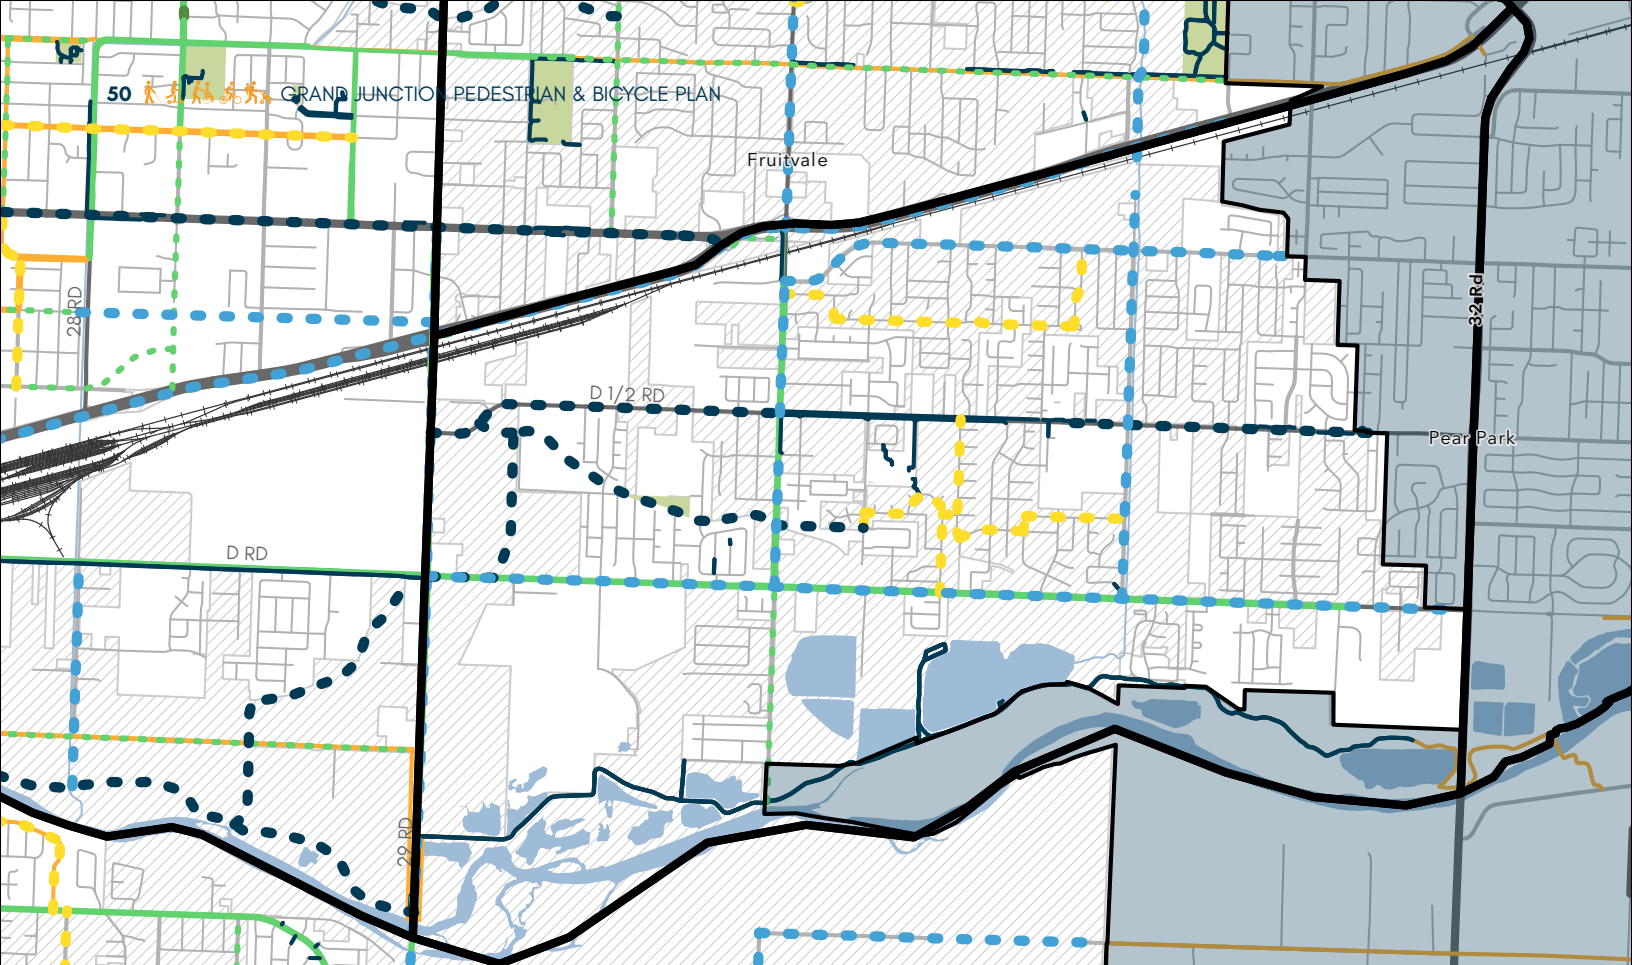 50 GRAND JUNCTION PEDESTRIAN & BICYCLE PLAN
Fruitvale
28 RD
32 Rd
D 1/2 RD
Pear Park
D RD
29 RD